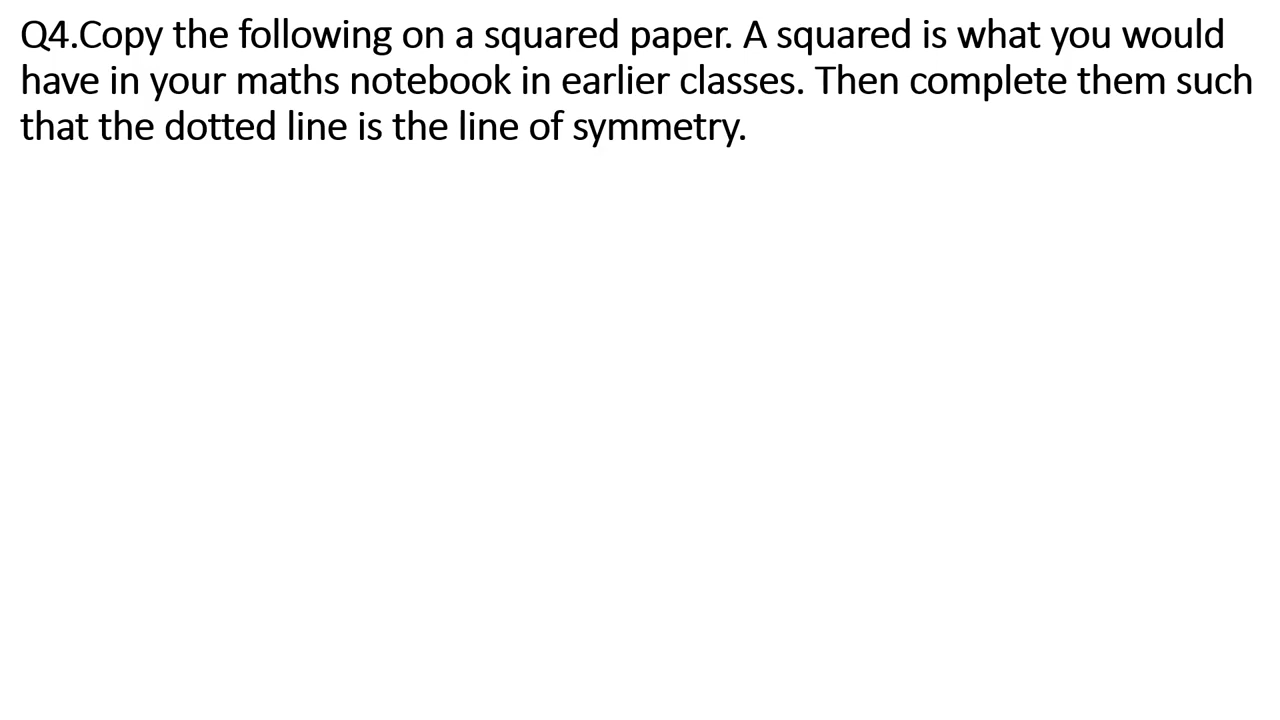 Q4.Copy the following on a squared paper. A squared is what you would
have in your maths notebook in earlier classes. Then complete them such
that the dotted line is the line of symmetry.